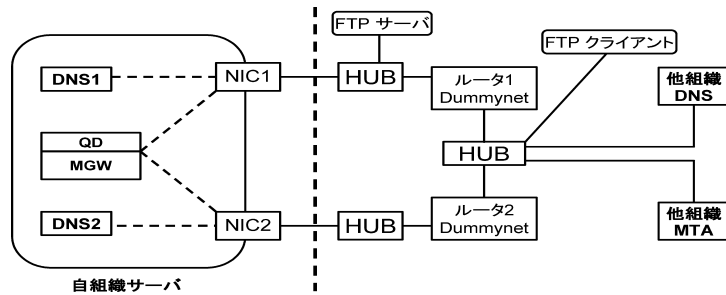 FTP サーバ
FTP クライアント
DNS1
NIC1
HUB
ルータ1
Dummynet
他組織
DNS
QD
MGW
HUB
DNS2
NIC2
HUB
ルータ2
Dummynet
他組織
MTA
自組織サーバ